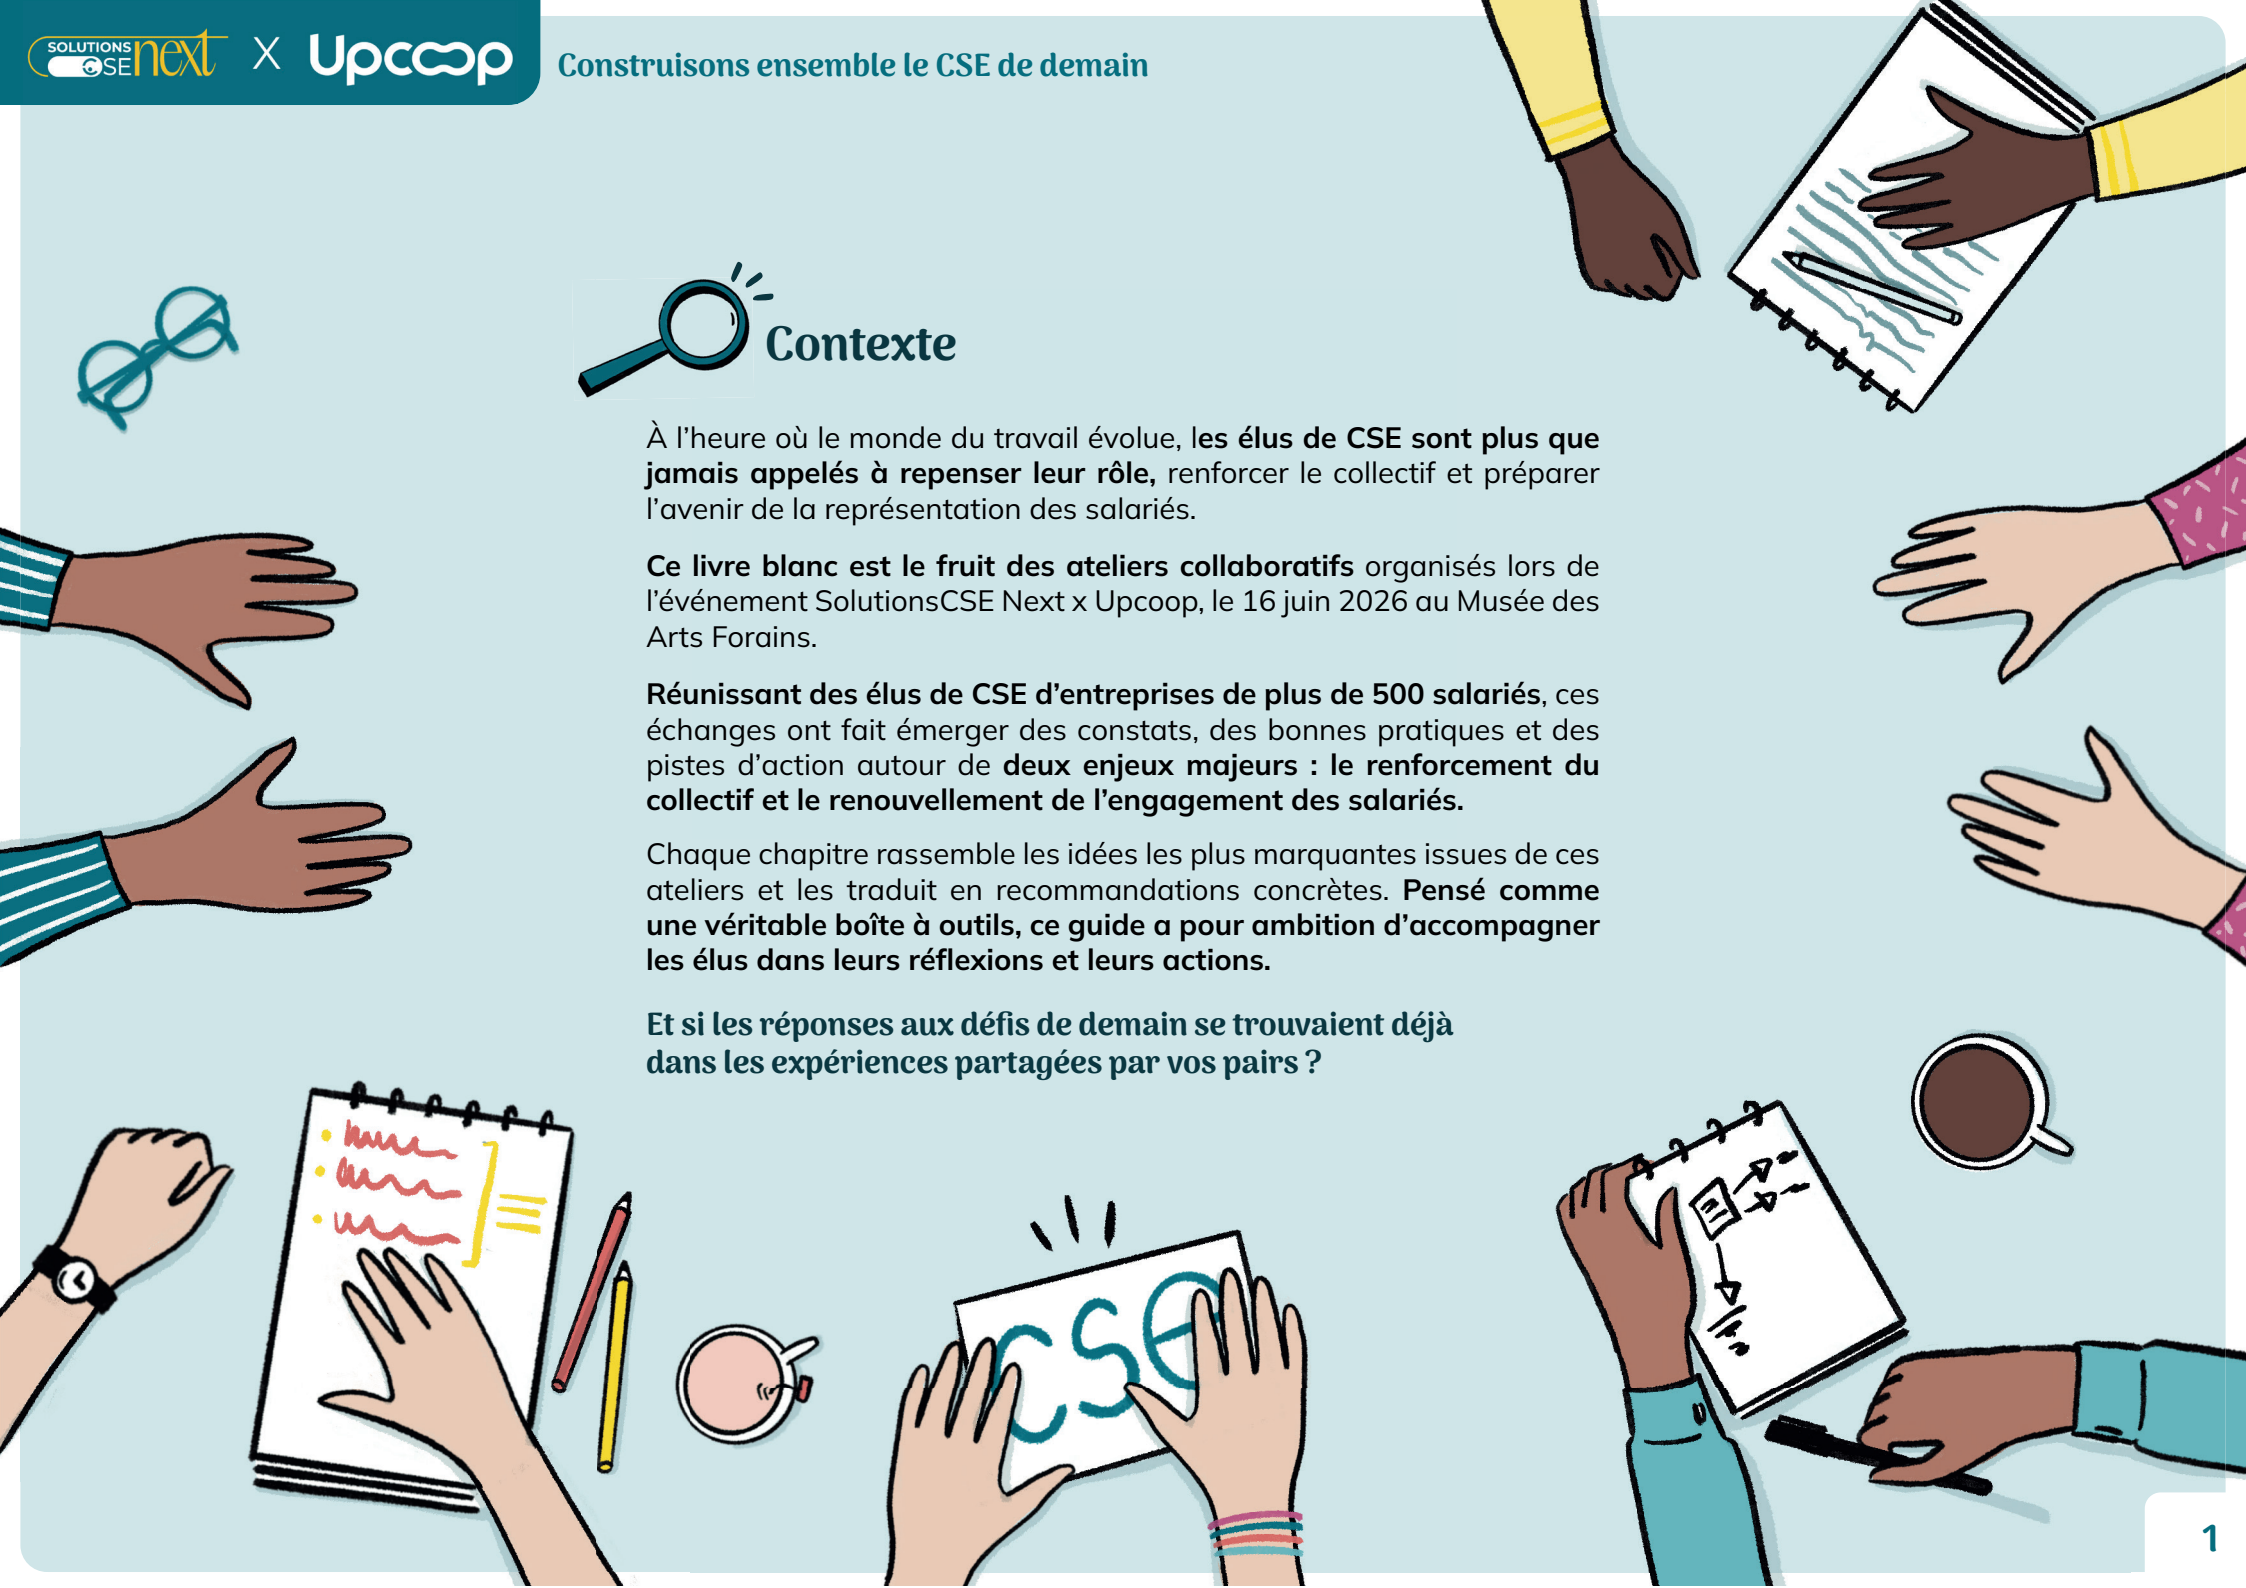 SOLUTIONS CSE next X Upcoop
Construisons ensemble le CSE de demain
Contexte
À l’heure où le monde du travail évolue, les élus de CSE sont plus que
jamais appelés à repenser leur rôle, renforcer le collectif et préparer
l’avenir de la représentation des salariés.
Ce livre blanc est le fruit des ateliers collaboratifs organisés lors de
l’événement SolutionsCSE Next x Upcoop, le 16 juin 2026 au Musée des
Arts Forains.
Réunissant des élus de CSE d’entreprises de plus de 500 salariés, ces
échanges ont fait émerger des constats, des bonnes pratiques et des
pistes d’action autour de deux enjeux majeurs : le renforcement du
collectif et le renouvellement de l’engagement des salariés.
Chaque chapitre rassemble les idées les plus marquantes issues de ces
ateliers et les traduit en recommandations concrètes. Pensé comme
une véritable boîte à outils, ce guide a pour ambition d’accompagner
les élus dans leurs réflexions et leurs actions.
Et si les réponses aux défis de demain se trouvaient déjà
dans les expériences partagées par vos pairs ?
CSE
1